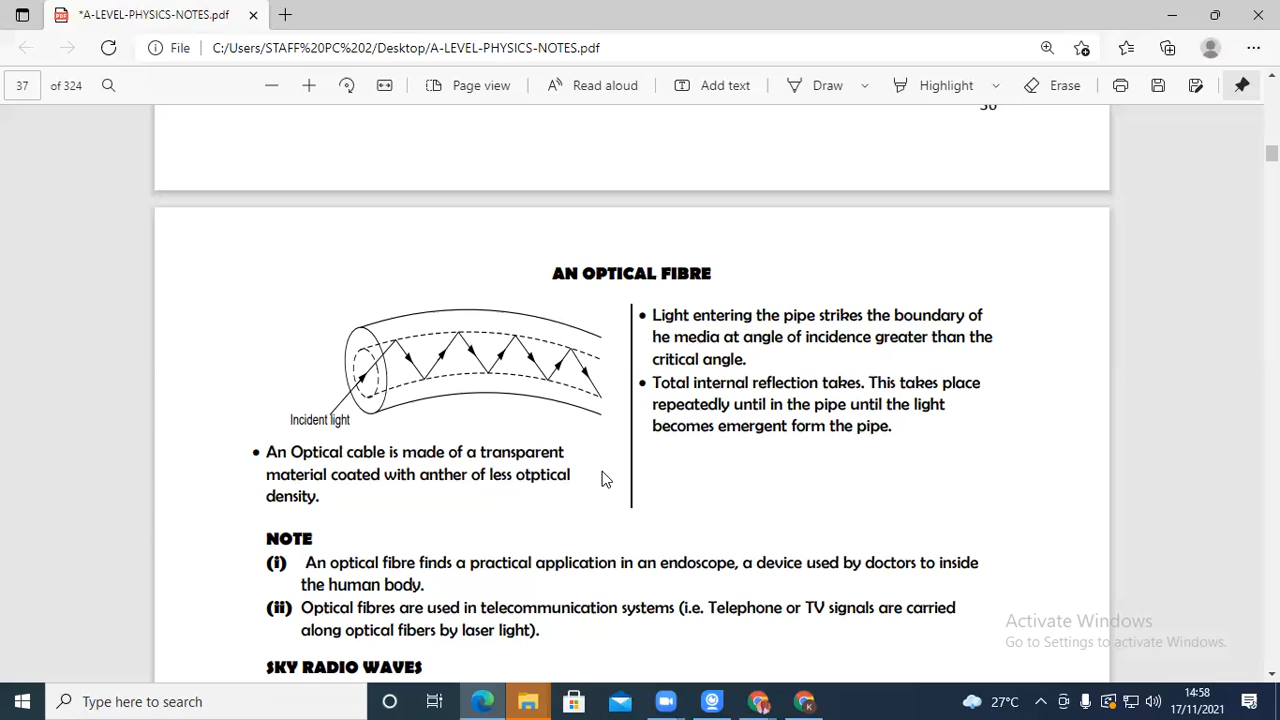 *A-LEVEL-PHYSICS-NOTES.pdf
File
C:/Users/STAFF%20PC%202/Desktop/A-LEVEL-PHYSICS-NOTES.pdf
37 of 324
Page view
Read aloud
Add text
Draw
Highlight
Erase
36
AN OPTICAL FIBRE
Incident light
• An Optical cable is made of a transparent
material coated with anther of less otptical
density.
• Light entering the pipe strikes the boundary of
he media at angle of incidence greater than the
critical angle.
• Total internal reflection takes. This takes place
repeatedly until in the pipe until the light
becomes emergent form the pipe.
NOTE
(i) An optical fibre finds a practical application in an endoscope, a device used by doctors to inside
the human body.
(ii) Optical fibres are used in telecommunication systems (i.e. Telephone or TV signals are carried
along optical fibers by laser light).
SKY RADIO WAVES
Activate Windows
Go to Settings to activate Windows.
Type here to search
27°C
14:58
17/11/2021